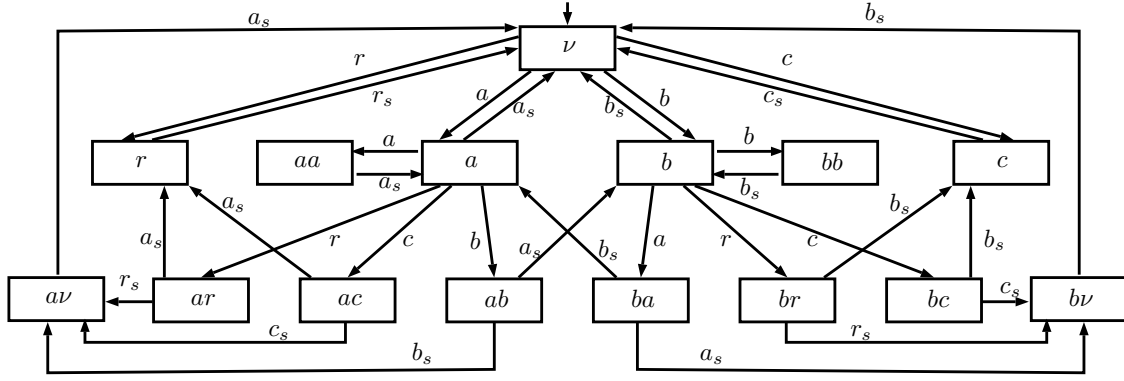 a_s b_s
ν
r c
r_s a a_s b_s b c_s
r aa a a_s a b b b_s bb c
a_s r c b a_s b_s a r c b_s
a_s b_s
aν r_s ar ac ab ba br bc c_s bν
c_s r_s
b_s a_s